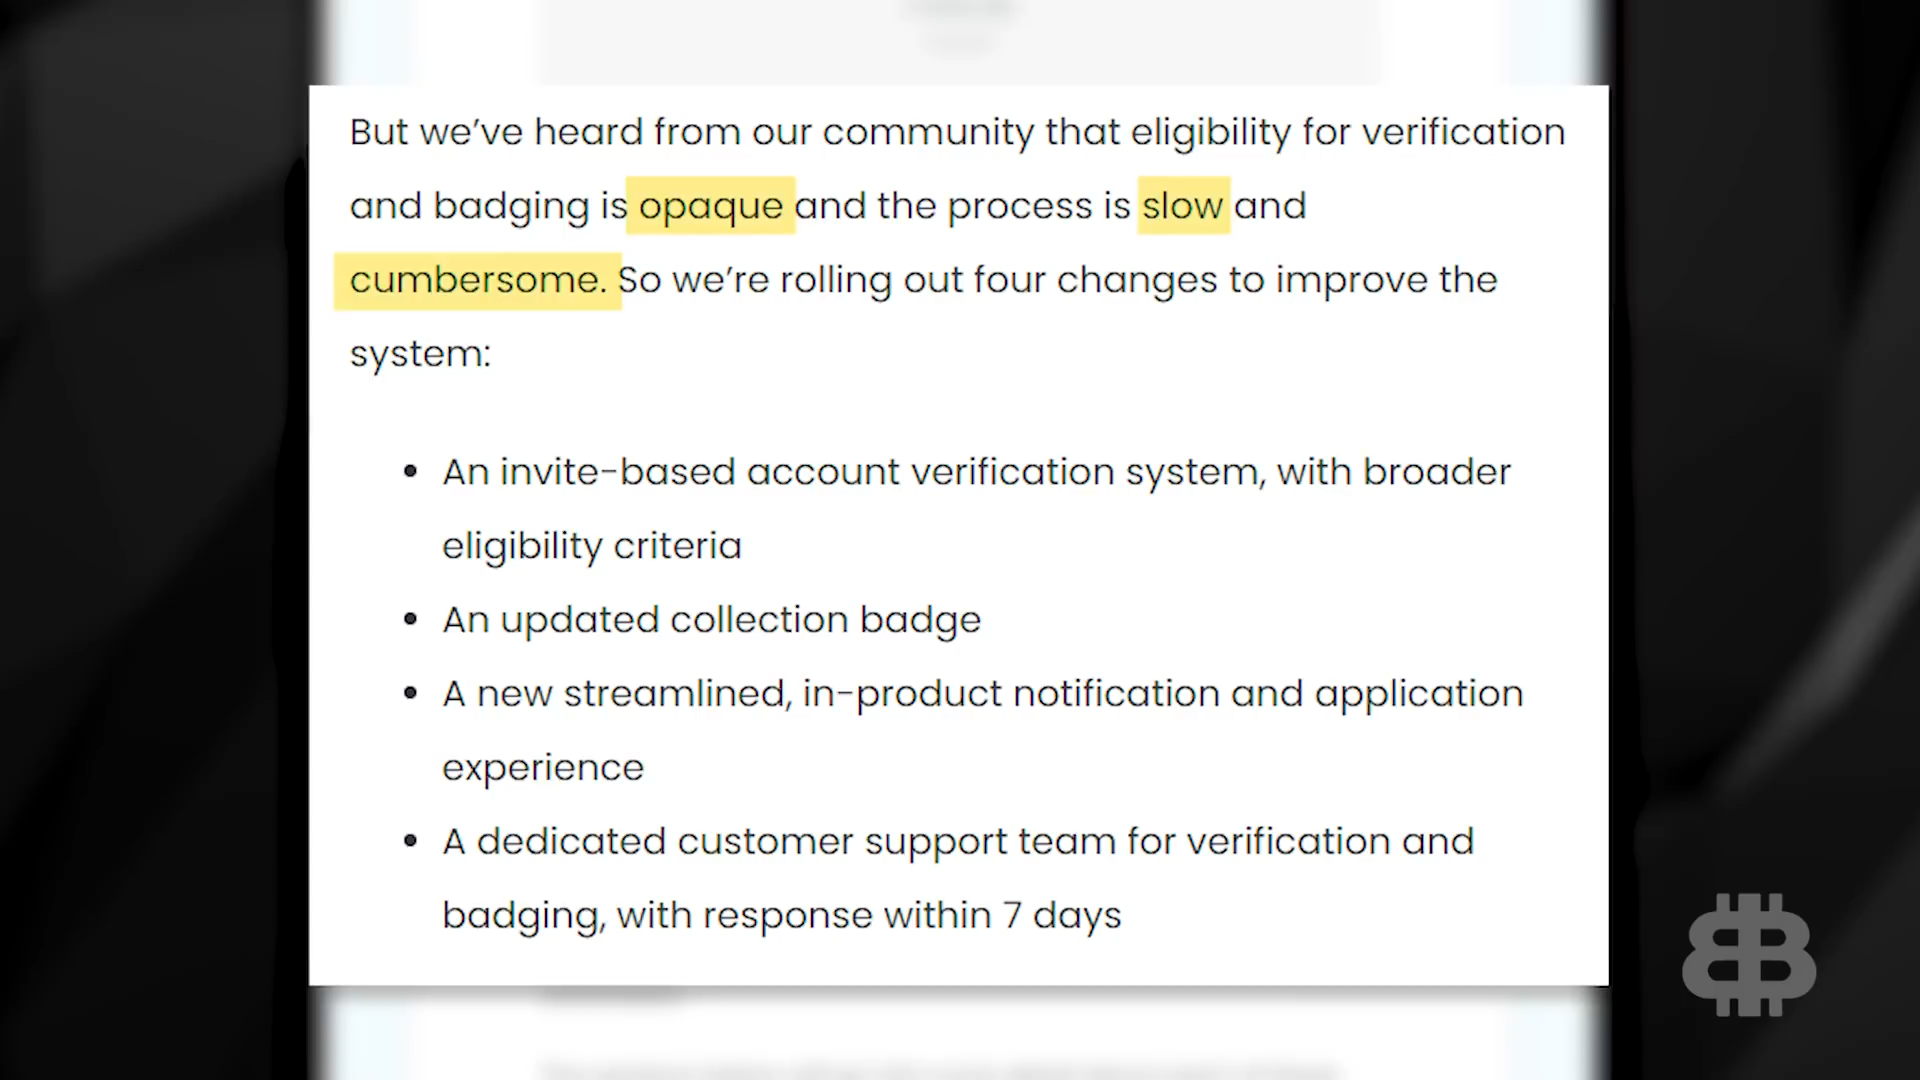 But we’ve heard from our community that eligibility for verification
and badging is opaque and the process is slow and
cumbersome. So we’re rolling out four changes to improve the
system:
• An invite-based account verification system, with broader
eligibility criteria
• An updated collection badge
• A new streamlined, in-product notification and application
experience
• A dedicated customer support team for verification and
badging, with response within 7 days